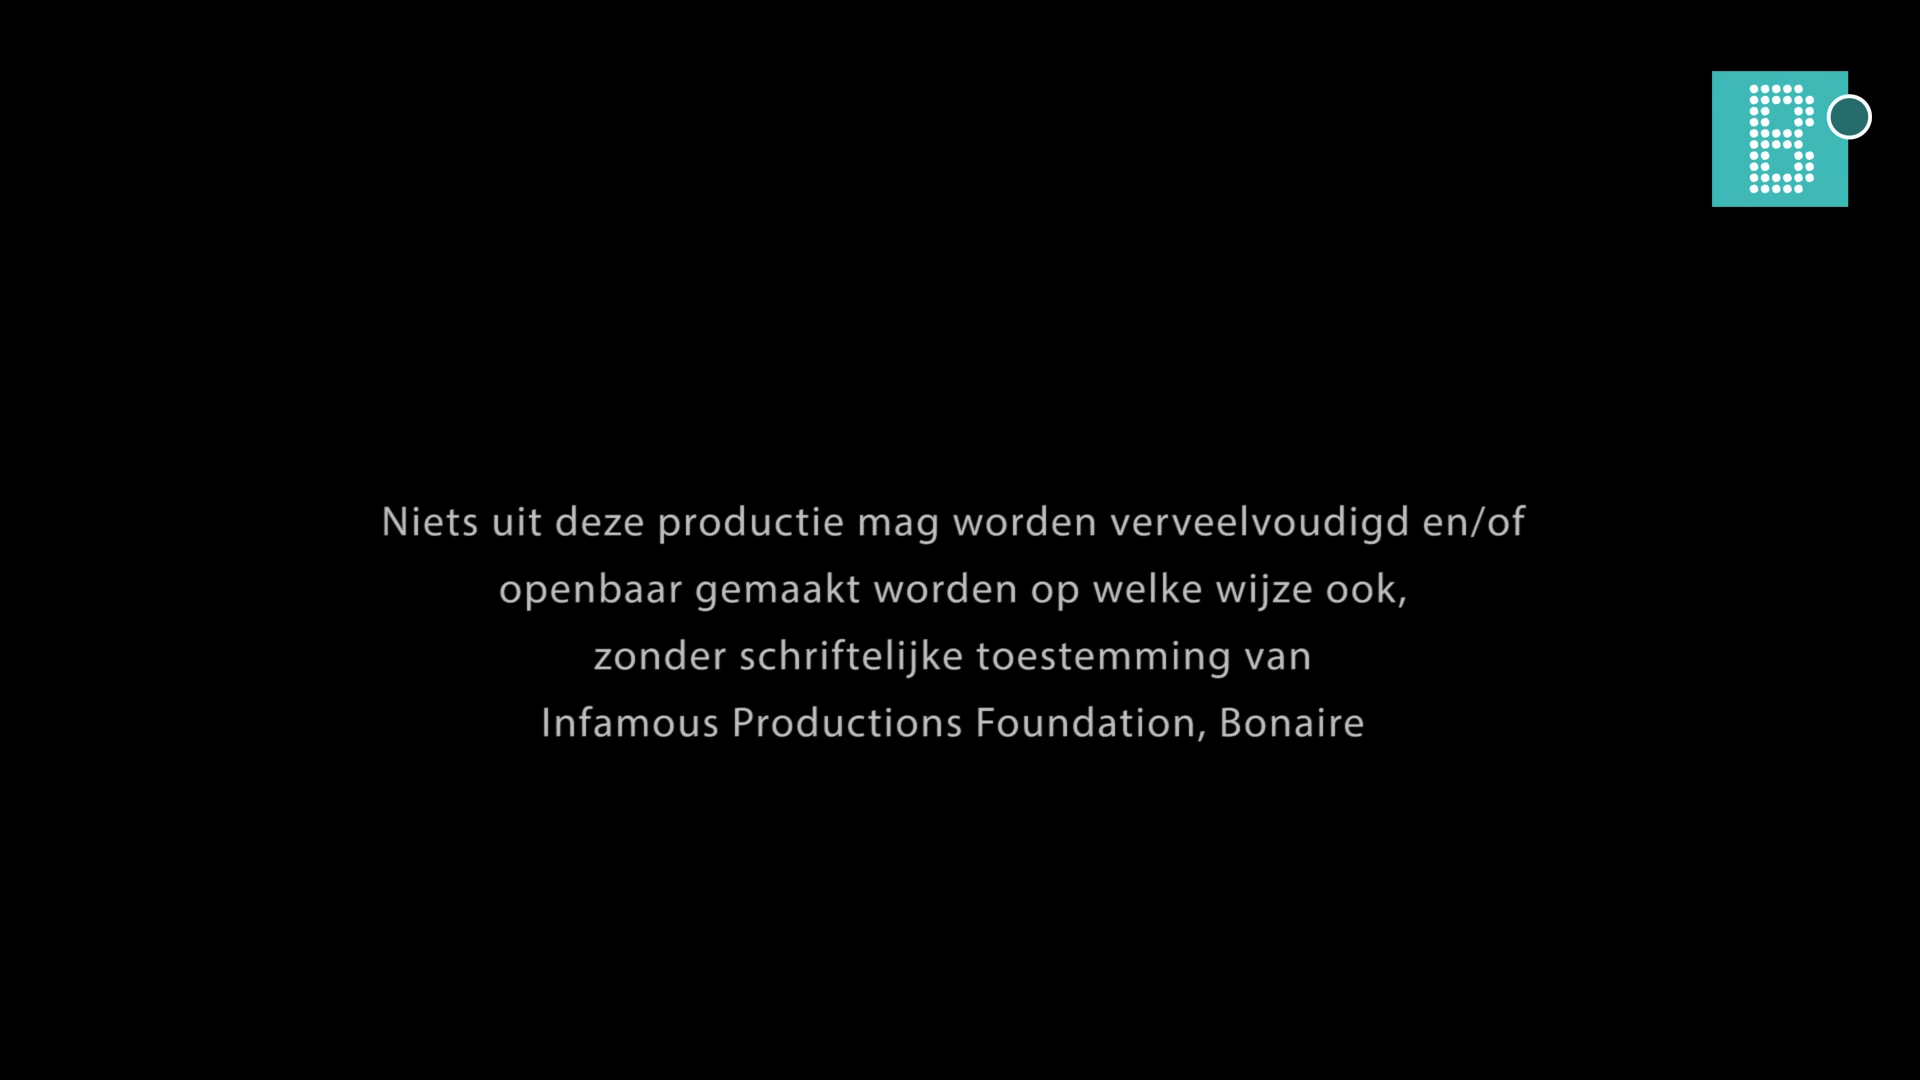 B
Niets uit deze productie mag worden verveelvoudigd en/of
openbaar gemaakt worden op welke wijze ook,
zonder schriftelijke toestemming van
Infamous Productions Foundation, Bonaire